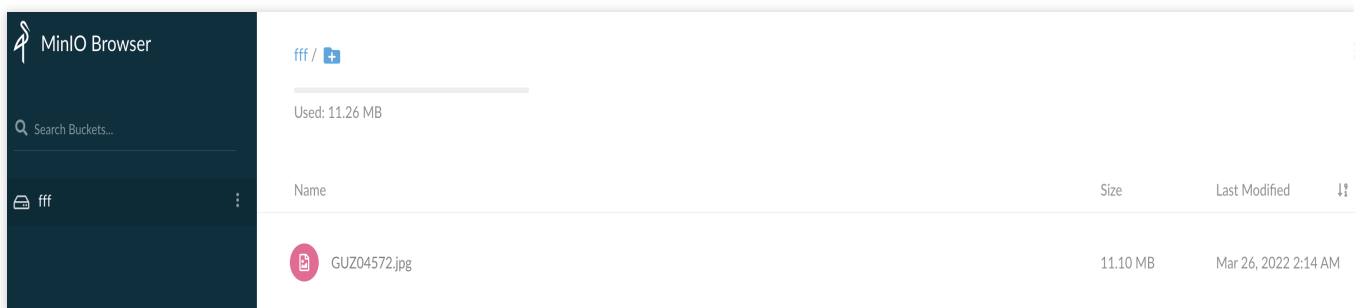 MinIO Browser
fff /
Used: 11.26 MB
Search Buckets...
fff
Name Size Last Modified
GUZ04572.jpg 11.10 MB Mar 26, 2022 2:14 AM